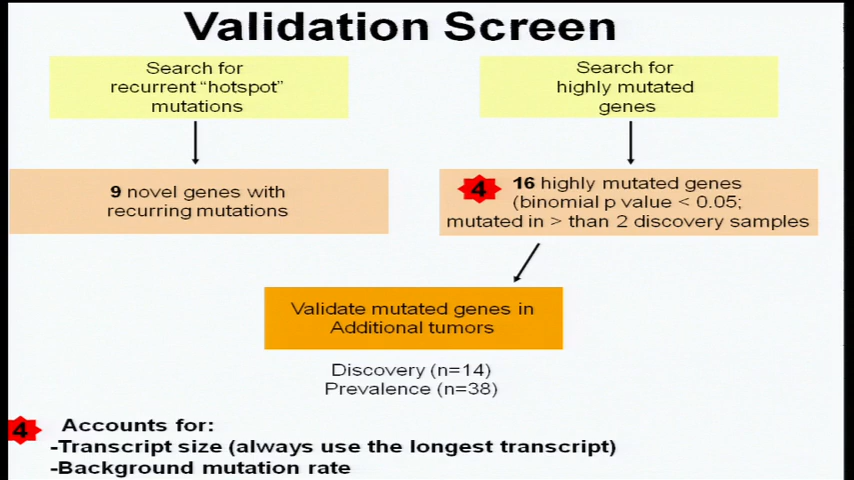 Validation Screen
Search for
recurrent “hotspot”
mutations
Search for
highly mutated
genes
9 novel genes with
recurring mutations
4
16 highly mutated genes
(binomial p value < 0.05;
mutated in > than 2 discovery samples
Validate mutated genes in
Additional tumors
Discovery (n=14)
Prevalence (n=38)
4
Accounts for:
-Transcript size (always use the longest transcript)
-Background mutation rate